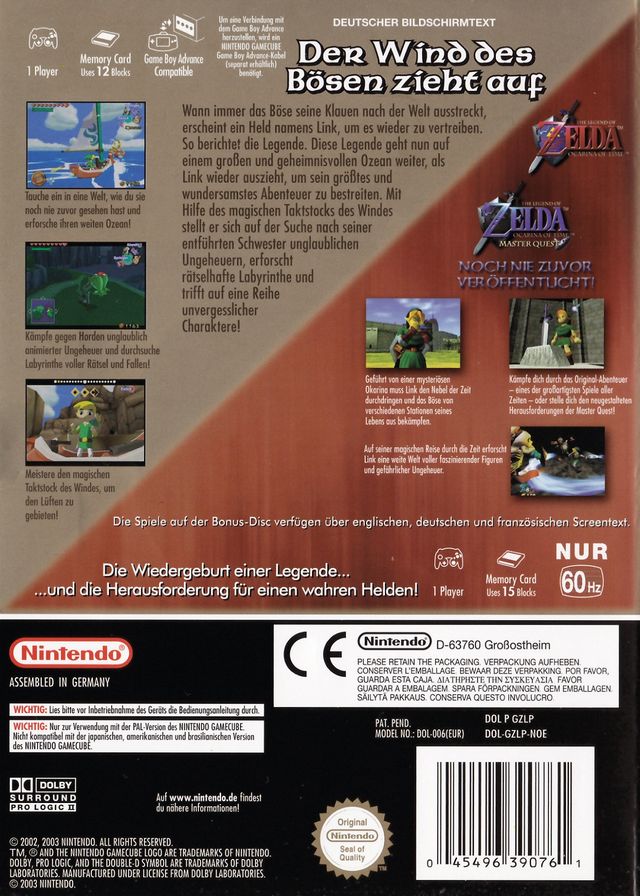 1 Player
Memory Card
Uses 12 Blocks
Game Boy Advance
Compatible
Um eine Verbindung mit
dem Game Boy Advance
herzustellen, wird ein
NINTENDO GAMECUBE
Game Boy Advance-Kabel
(separat erhältlich)
benötigt.
DEUTSCHER BILDSCHIRMTEXT
Der Wind des
Bösen zieht auf
Wann immer das Böse seine Klauen nach der Welt ausstreckt,
erscheint ein Held namens Link, um es wieder zu vertreiben.
So berichtet die Legende. Diese Legende geht nun auf
einem großen und geheimnisvollen Ozean weiter, als
Link wieder auszieht, um sein größtes und
wundersamstes Abenteuer zu bestreiten. Mit
Hilfe des magischen Taktstocks des Windes
stellt er sich auf der Suche nach seiner
entführten Schwester unglaublichen
Ungeheuern, erforscht
rätselhafte Labyrinthe und
trifft auf eine Reihe
unvergesslicher
Charaktere!
Tauche ein in eine Welt, wie du sie
noch nie zuvor gesehen hast und
erforsche ihren weiten Ozean!
Kämpfe gegen Horden unglaublich
animierter Ungeheuer und durchsuche
Labyrinthe voller Rätsel und Fallen!
Meistere den magischen
Taktstock des Windes, um
den Lüften zu
gebieten!
THE LEGEND OF
ZELDA
OCARINA OF TIME™
THE LEGEND OF
ZELDA™
OCARINA OF TIME
MASTER QUEST
NOCH NIE ZUVOR
VERÖFFENTLICHT!
Geführt von einer mysteriösen
Okarina muss Link den Nebel der Zeit
durchdringen und das Böse von
verschiedenen Stationen seines
Lebens aus bekämpfen.
Kämpfe dich durch das Original-Abenteuer
– eines der großartigsten Spiele aller
Zeiten – oder stelle dich den neugestalteten
Herausforderungen der Master Quest!
Auf seiner magischen Reise durch die Zeit erforscht
Link eine weite Welt voller faszinierender Figuren
und gefährlicher Ungeheuer.
Die Spiele auf der Bonus-Disc verfügen über englischen, deutschen und französischen Screentext.
Die Wiedergeburt einer Legende...
...und die Herausforderung für einen wahren Helden!
1 Player
Memory Card
Uses 15 Blocks
NUR
60Hz
Nintendo®
ASSEMBLED IN GERMANY
WICHTIG: Lies bitte vor Inbetriebnahme des Geräts die Bedienungsanleitung durch.
WICHTIG: Nur zur Verwendung mit der PAL-Version des NINTENDO GAMECUBE.
Nicht kompatibel mit der japanischen, amerikanischen und brasilianischen Version
des NINTENDO GAMECUBE.
CE
Nintendo® D-63760 Großostheim
PLEASE RETAIN THE PACKAGING. VERPACKUNG AUFHEBEN.
CONSERVER L'EMBALLAGE. BEWAAR DEZE VERPAKKING. POR FAVOR,
GUARDA ESTA CAJA. ΔΙΑΤΗΡΗΣΤΕ ΤΗΝ ΣΥΣΚΕΥΑΣΙΑ. FAVOR
GUARDAR A EMBALAGEM. SPARA FÖRPACKNINGEN. GEM EMBALLAGEN.
SÄILYTÄ PAKKAUS. CONSERVA QUESTO INVOLUCRO.
PAT. PEND.
MODEL NO.: DOL-006(EUR)
DOL P GZLP
DOL-GZLP-NOE
DOLBY
SURROUND
PRO LOGIC II
Auf www.nintendo.de findest
du nähere Informationen!
Original
Nintendo
Seal of
Quality
0 45496 39076 1
© 2002, 2003 NINTENDO. ALL RIGHTS RESERVED.
TM, ® AND THE NINTENDO GAMECUBE LOGO ARE TRADEMARKS OF NINTENDO.
DOLBY, PRO LOGIC, AND THE DOUBLE-D SYMBOL ARE TRADEMARKS OF DOLBY
LABORATORIES. MANUFACTURED UNDER LICENSE FROM DOLBY LABORATORIES.
© 2003 NINTENDO.